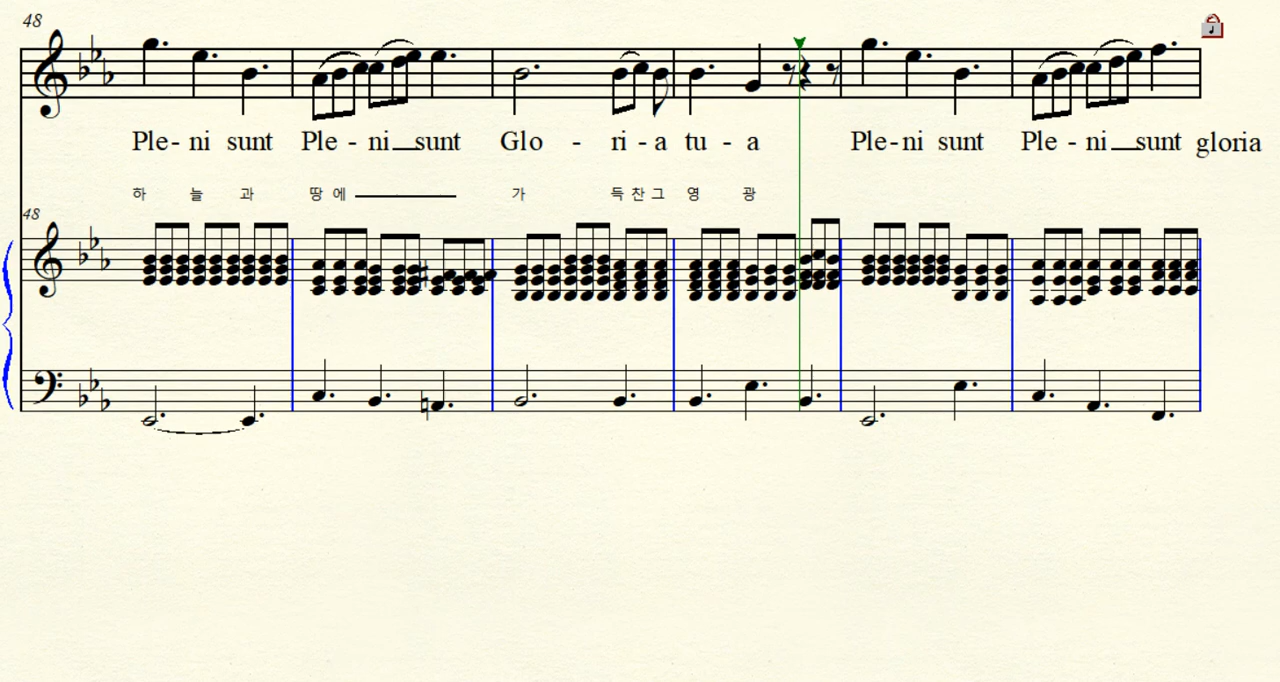 48
Ple- ni sunt Ple - ni sunt Glo - ri - a tu - a Ple-ni sunt Ple - ni sunt gloria
하 늘 과 땅 에 가 득 찬 그 영 광
48